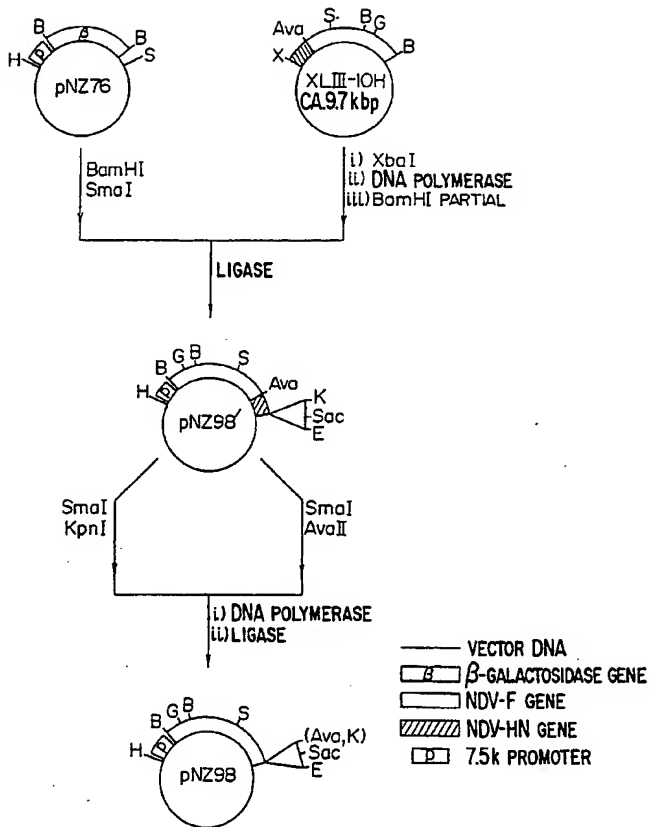 B
β
B
H
p
S
pNZ76
Ava
S
B
G
X
B
XLIII-10H
CA.9.7kbp
BamHI
SmaI
i) XbaI
ii) DNA POLYMERASE
iii) BamHI PARTIAL
LIGASE
B
G
B
S
H
p
Ava
K
Sac
E
pNZ98'
SmaI
KpnI
SmaI
AvaII
i) DNA POLYMERASE
ii) LIGASE
B
G
B
S
H
p
(Ava,K)
Sac
E
pNZ98
VECTOR DNA
β β-GALACTOSIDASE GENE
NDV-F GENE
NDV-HN GENE
p 7.5k PROMOTER